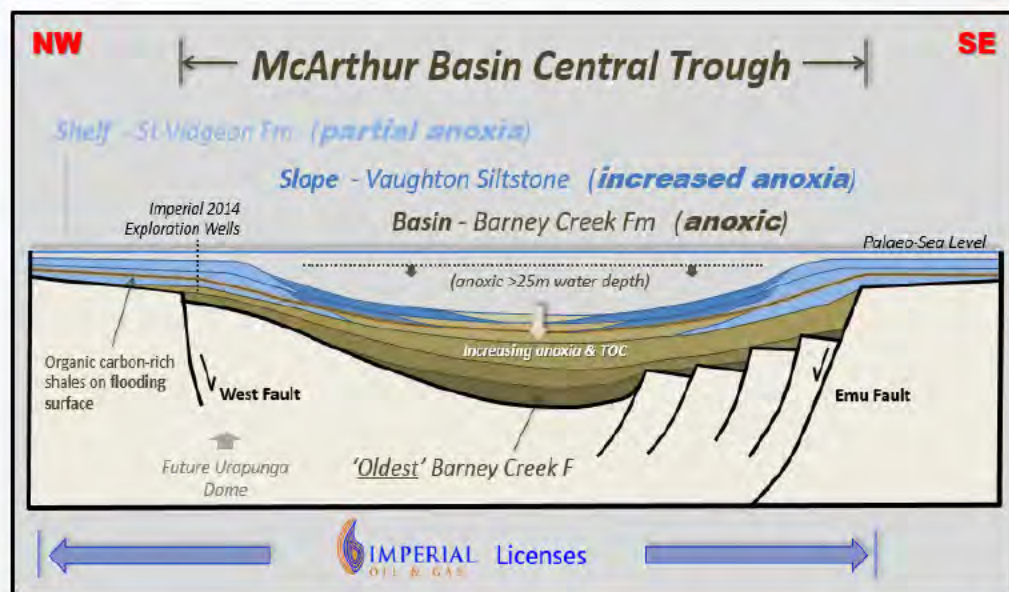 NW
SE
McArthur Basin Central Trough
Shelf - St Vidgean Fm (partial anoxia)
Slope - Vaughton Siltstone (increased anoxia)
Imperial 2014
Exploration Wells
Basin - Barney Creek Fm (anoxic)
Palaeo-Sea Level
(anoxic >25m water depth)
Increasing anoxia & TOC
Organic carbon-rich
shales on flooding
surface
West Fault
Emu Fault
Future Urapunga
Dome
'Oldest' Barney Creek F
IMPERIAL Licenses
OIL & GAS